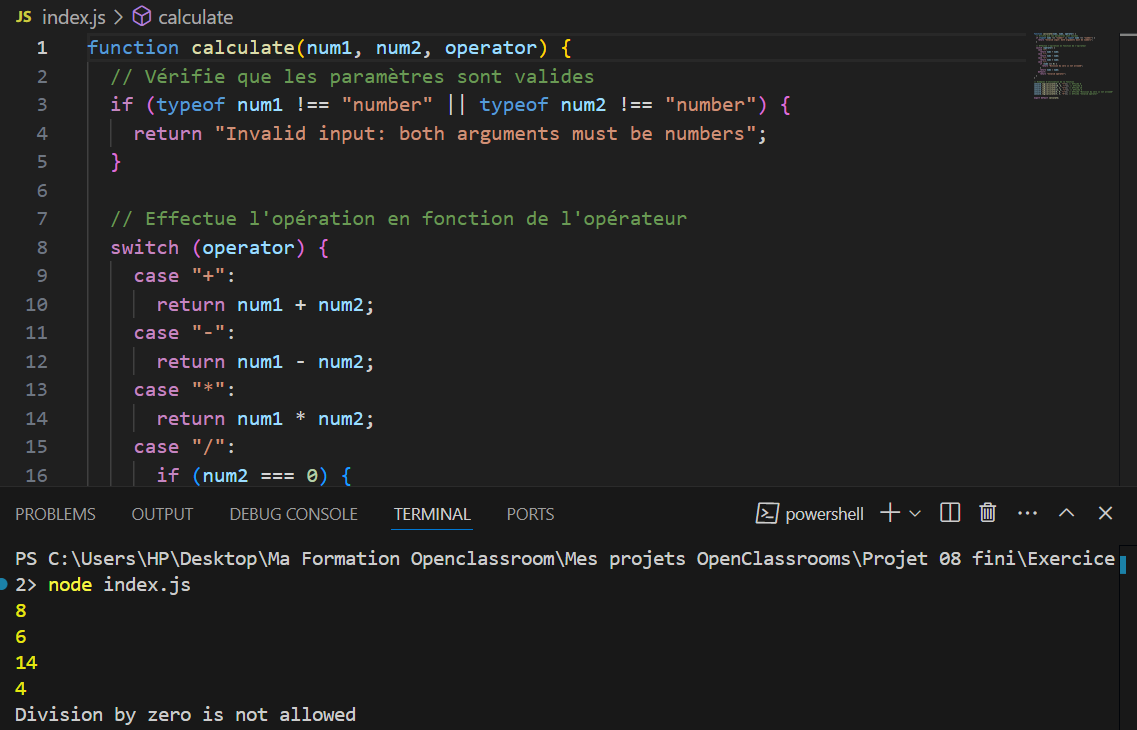 JS index.js > calculate
1 function calculate(num1, num2, operator) {
2 // Vérifie que les paramètres sont valides
3 if (typeof num1 !== "number" || typeof num2 !== "number") {
4 return "Invalid input: both arguments must be numbers";
5 }
6
7 // Effectue l'opération en fonction de l'opérateur
8 switch (operator) {
9 case "+":
10 return num1 + num2;
11 case "-":
12 return num1 - num2;
13 case "*":
14 return num1 * num2;
15 case "/":
16 if (num2 === 0) {
PROBLEMS OUTPUT DEBUG CONSOLE TERMINAL PORTS powershell
PS C:\Users\HP\Desktop\Ma Formation Openclassroom\Mes projets OpenClassrooms\Projet 08 fini\Exercice
2> node index.js
8
6
14
4
Division by zero is not allowed